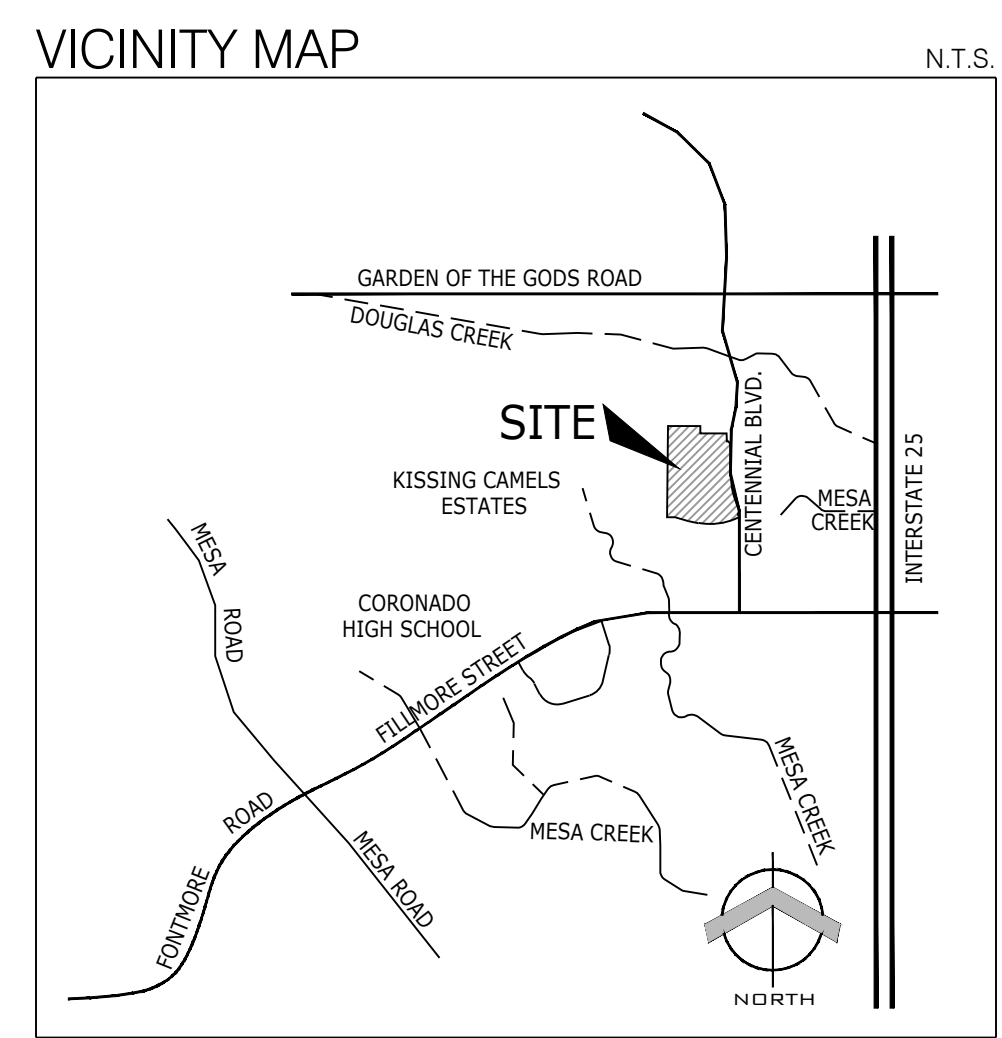 VICINITY MAP
N.T.S.
GARDEN OF THE GODS ROAD
DOUGLAS CREEK
SITE
CENTENNIAL BLVD.
INTERSTATE 25
KISSING CAMELS
ESTATES
MESA
CREEK
MESA
ROAD
CORONADO
HIGH SCHOOL
FILLMORE STREET
MESA CREEK
MESA CREEK
ROAD
MESA ROAD
FONTMORE
NORTH